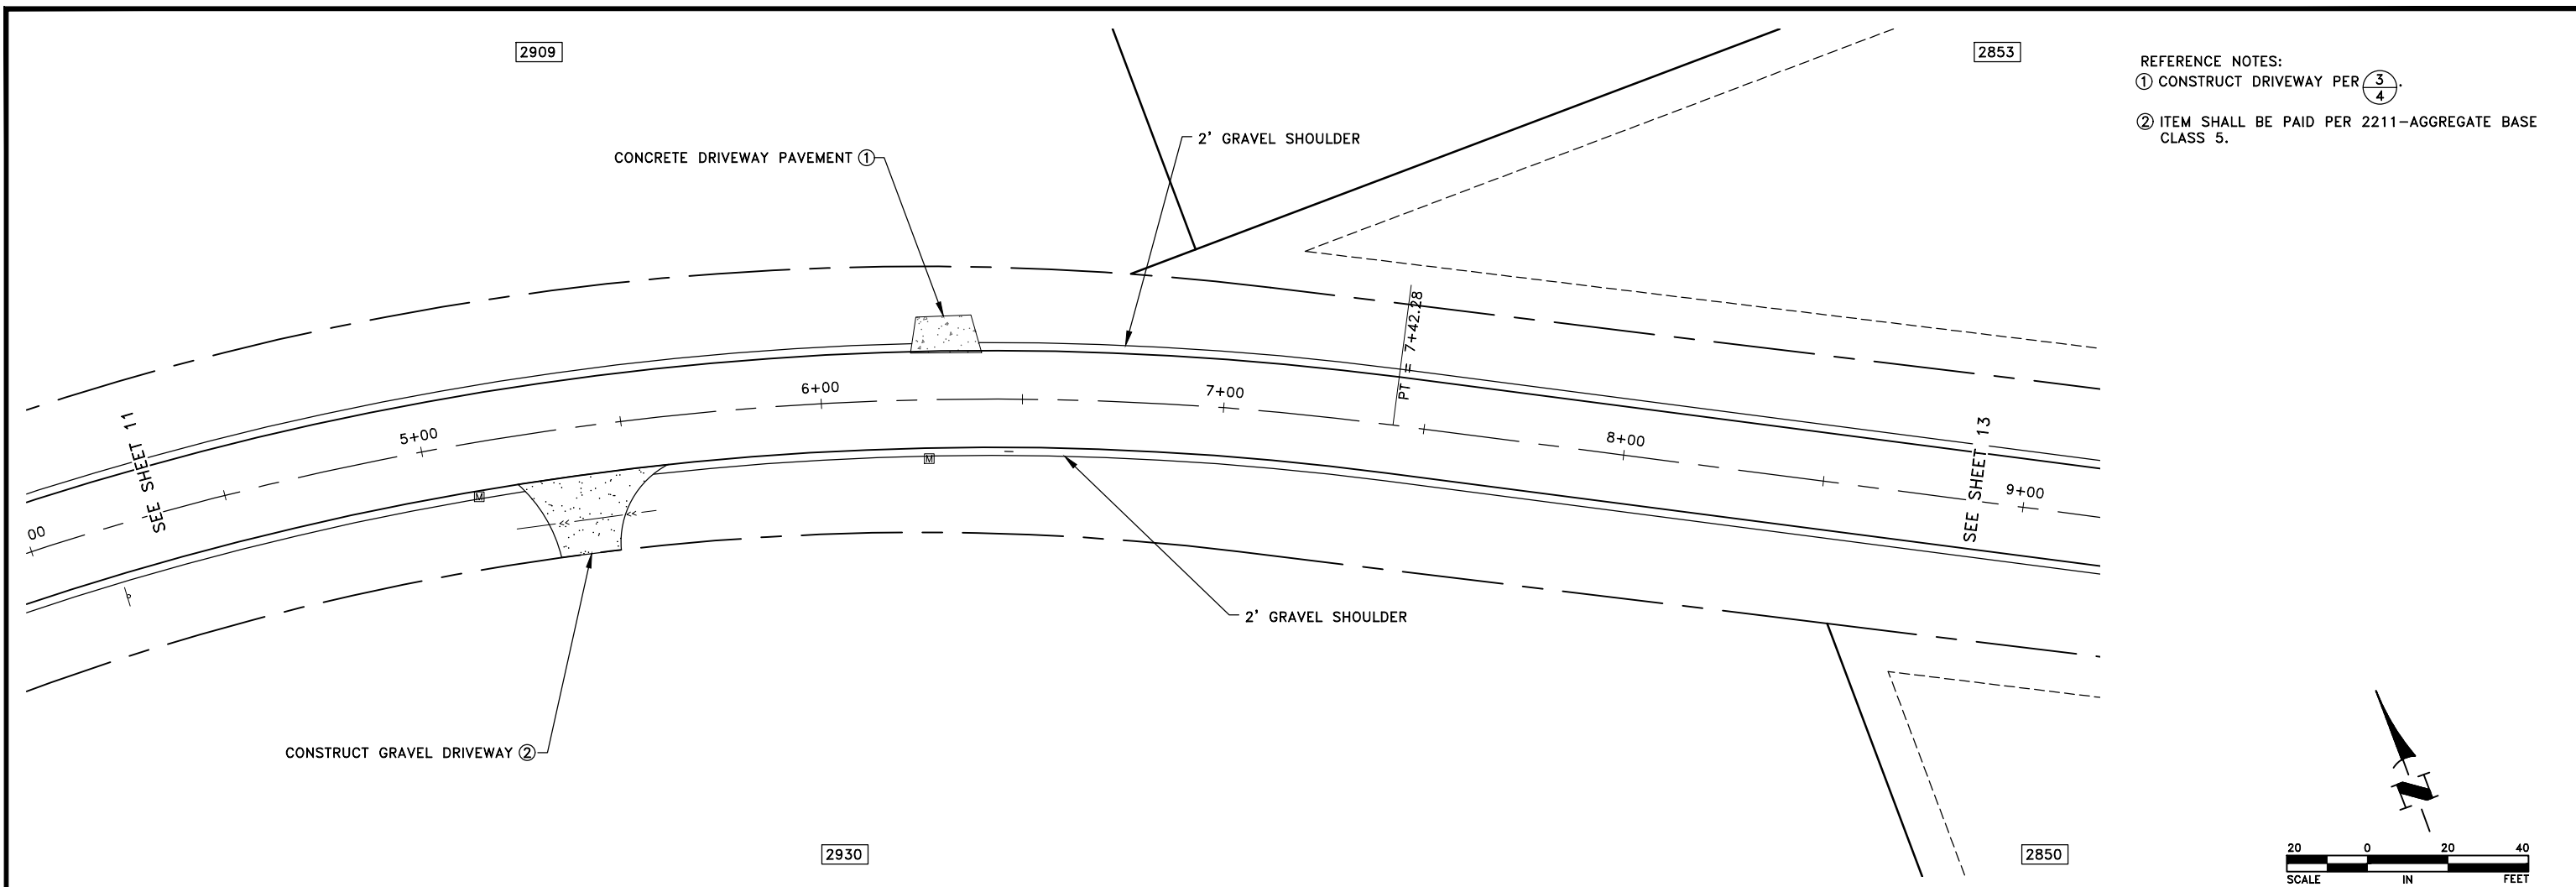 2909
2853
REFERENCE NOTES:
① CONSTRUCT DRIVEWAY PER 3/4.
② ITEM SHALL BE PAID PER 2211-AGGREGATE BASE
CLASS 5.
2' GRAVEL SHOULDER
CONCRETE DRIVEWAY PAVEMENT ①
PT = 7+42.28
6+00
7+00
5+00
8+00
SEE SHEET 11
SEE SHEET 13
M
M
9+00
00
<<
<<
P
2' GRAVEL SHOULDER
CONSTRUCT GRAVEL DRIVEWAY ②
N
2930
2850
20 0 20 40
SCALE IN FEET